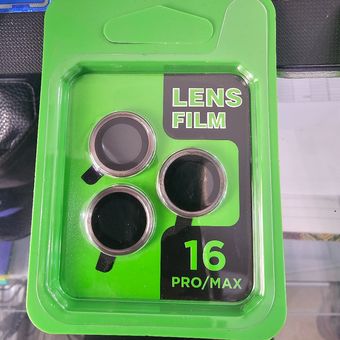 LENS
FILM
16
PRO/MAX